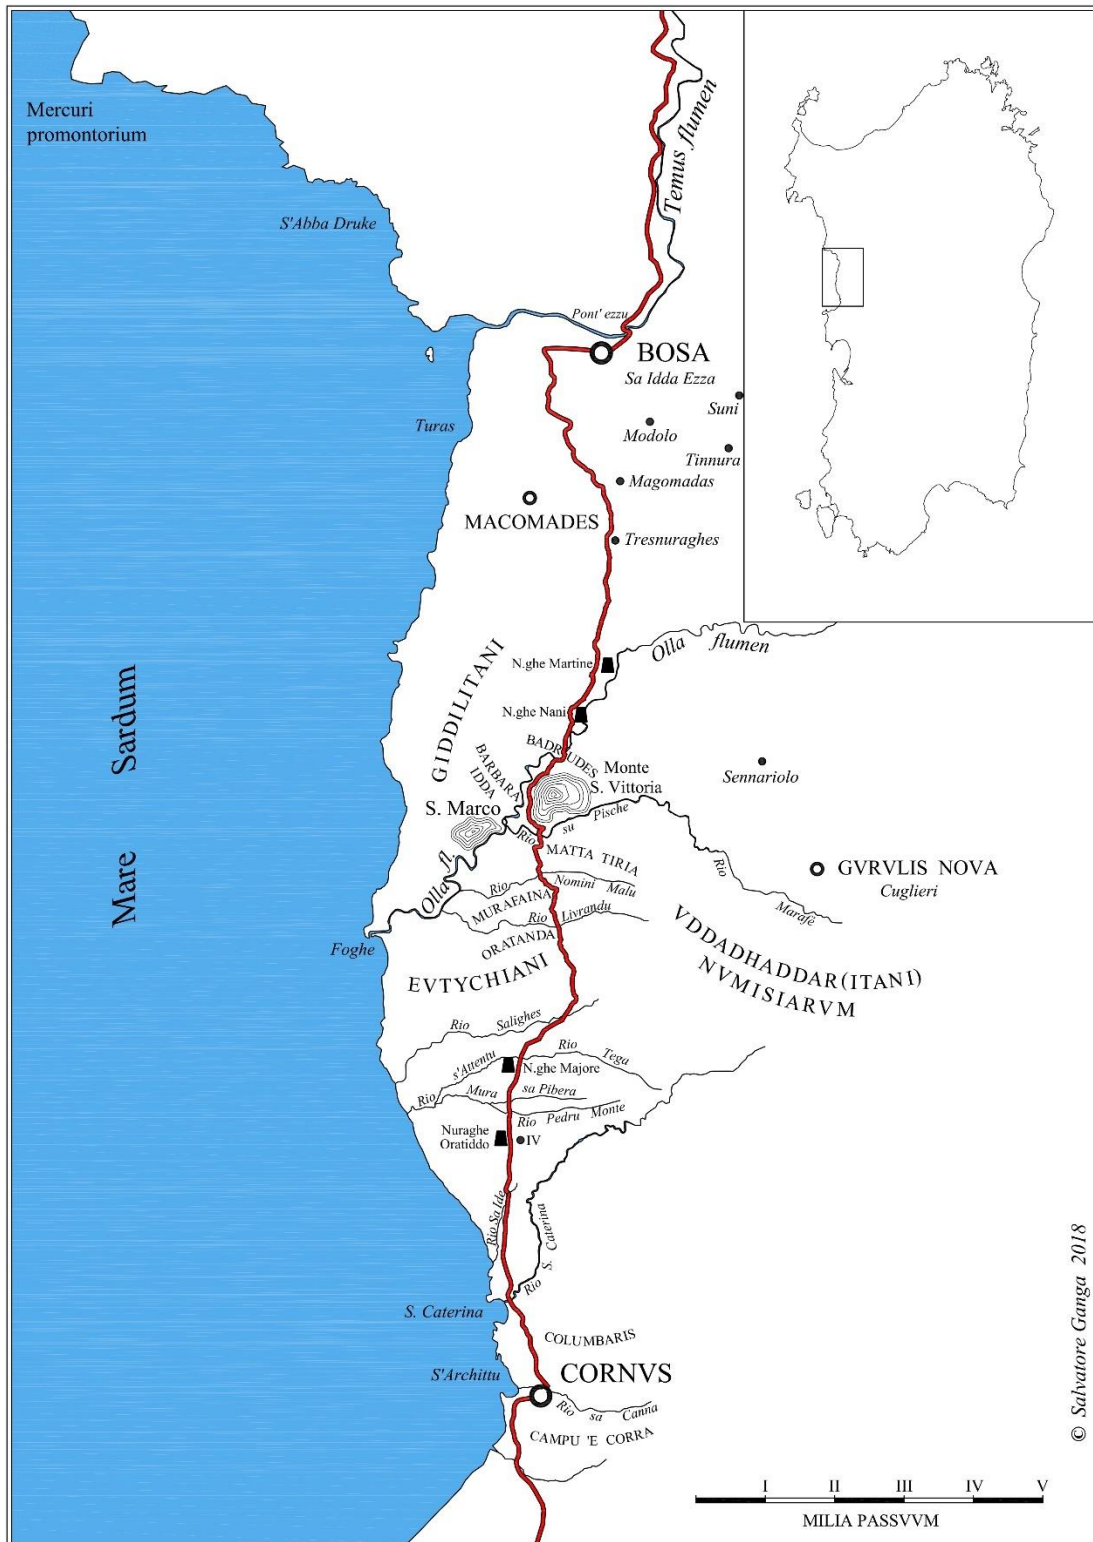 Temus flumen
Mercuri
promontorium
S'Abba Druke
Pont' ezzu
BOSA
Sa Idda Ezza
Suni
Modolo
Turas
Tinnura
Magomadas
MACOMADES
Tresnuraghes
Olla flumen
N.ghe Martine
GIDDILITANI
N.ghe Nani
BADRUDES
BARBARA
IDDA
Monte
S. Vittoria
Sennariolo
S. Marco
Rio su Pische
Mare Sardum
MATTA TIRIA
Olla fl.
Rio Nomini Malu
Rio Marafe
GVRVLIS NOVA
Cuglieri
MURAFAINA
Rio Livrandu
Foghe
ORATANDA
EVTYCHIANI
VDDADHADDAR(ITANI)
NVMISIARVM
Rio Salighes
Rio s'Attentu
Rio Tega
N.ghe Majore
Mura sa Pibera
Rio Pedru Monte
Nuraghe
Oratiddo
IV
Rio Sa Ide
Rio S. Caterina
S. Caterina
COLUMBARIS
S'Archittu
CORNVS
Rio sa Canna
CAMPU 'E CORRA
I II III IV V
MILIA PASSVVM
© Salvatore Ganga 2018